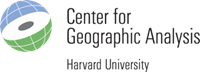 Center for
Geographic Analysis
Harvard University